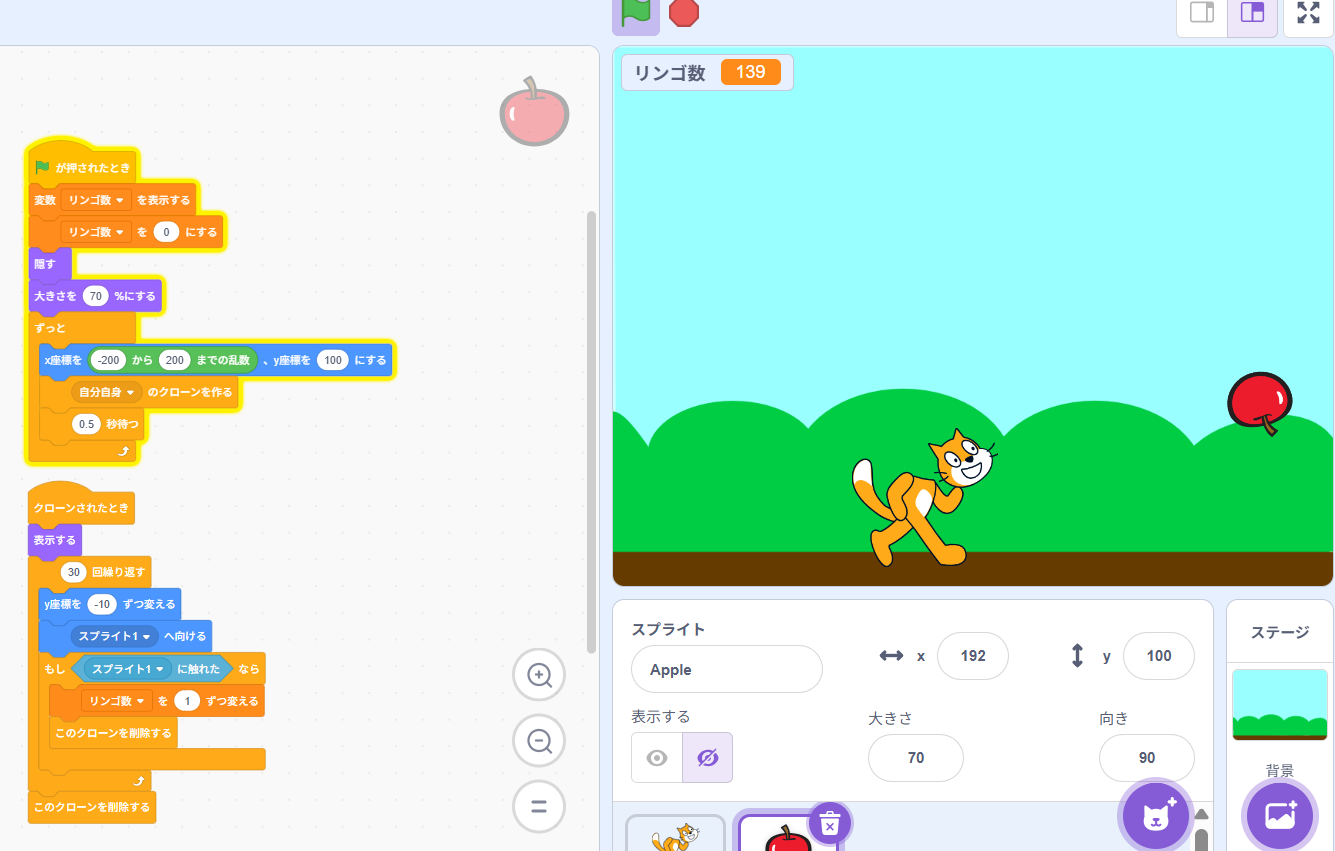 リンゴ数 139
が押されたとき
変数 リンゴ数 を表示する
リンゴ数 を 0 にする
隠す
大きさを 70 %にする
ずっと
x座標を -200 から 200 までの乱数 、y座標を 100 にする
自分自身 のクローンを作る
0.5 秒待つ
クローンされたとき
表示する
30 回繰り返す
y座標を -10 ずつ変える
スプライト1 へ向ける
もし スプライト1 に触れた なら
リンゴ数 を 1 ずつ変える
このクローンを削除する
このクローンを削除する
スプライト
Apple
x 192
y 100
表示する
大きさ
70
向き
90
ステージ
背景